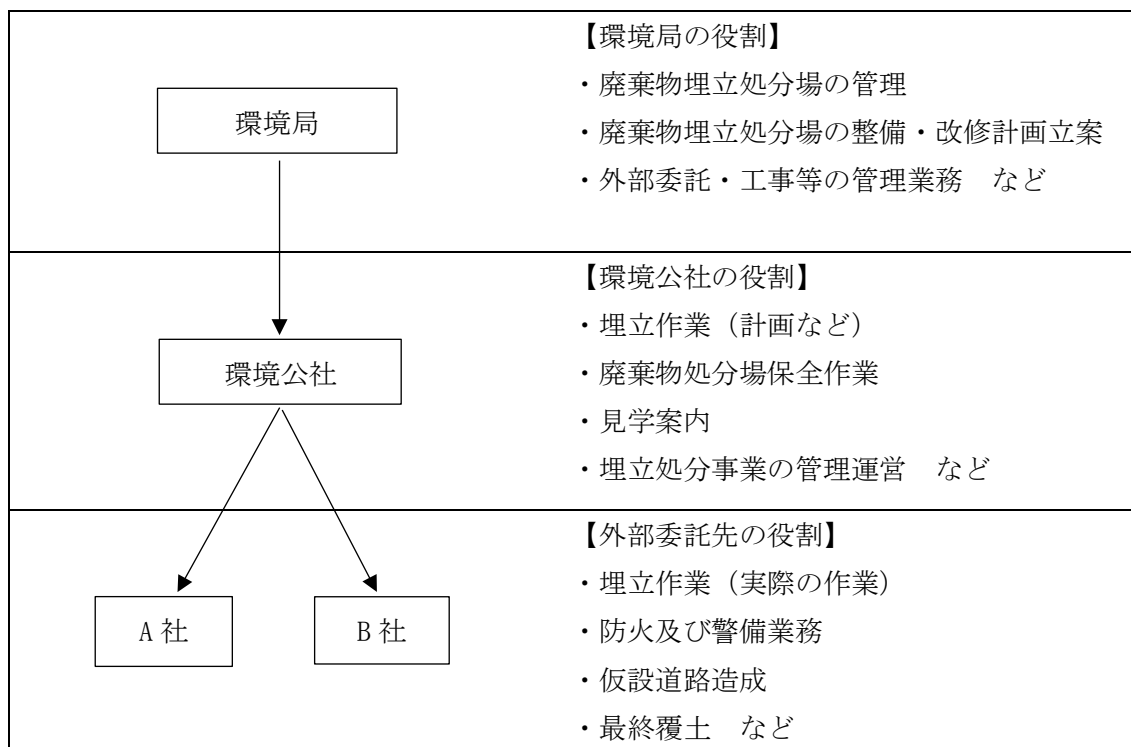 環境局
【環境局の役割】
・廃棄物埋立処分場の管理
・廃棄物埋立処分場の整備・改修計画立案
・外部委託・工事等の管理業務　など
環境公社
【環境公社の役割】
・埋立作業（計画など）
・廃棄物処分場保全作業
・見学案内
・埋立処分事業の管理運営　など
A 社
B 社
【外部委託先の役割】
・埋立作業（実際の作業）
・防火及び警備業務
・仮設道路造成
・最終覆土　など